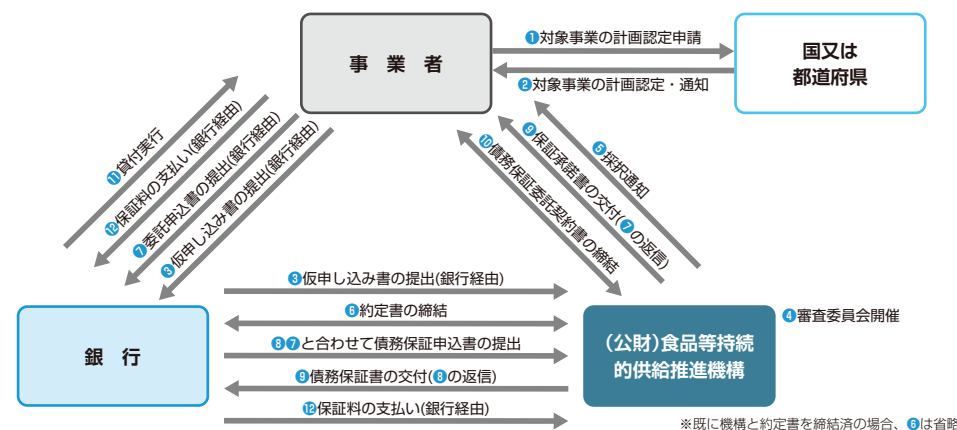 事 業 者
❶対象事業の計画認定申請
❷対象事業の計画認定・通知
国又は
都道府県
⓫貸付実行
⓬保証料の支払い(銀行経由)
❼委託申込書の提出(銀行経由)
❸仮申し込み書の提出(銀行経由)
❿債務保証委託契約書の締結
❾保証承諾書の交付(❼の返信)
❺採択通知
銀 行
❸仮申し込み書の提出(銀行経由)
❻約定書の締結
❽❼と合わせて債務保証申込書の提出
❾債務保証書の交付(❽の返信)
⓬保証料の支払い(銀行経由)
(公財)食品等持続
的供給推進機構
❹審査委員会開催
※既に機構と約定書を締結済の場合、❻は省略